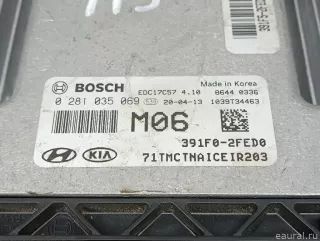 BOSCH
EDC17C57 4.10
Made in Korea
8644 0336
0 281 035 069
20-04-13
1039T34463
M06
391F0-2FED0
KIA
71TMCTNAICEIR203
eaural.ru